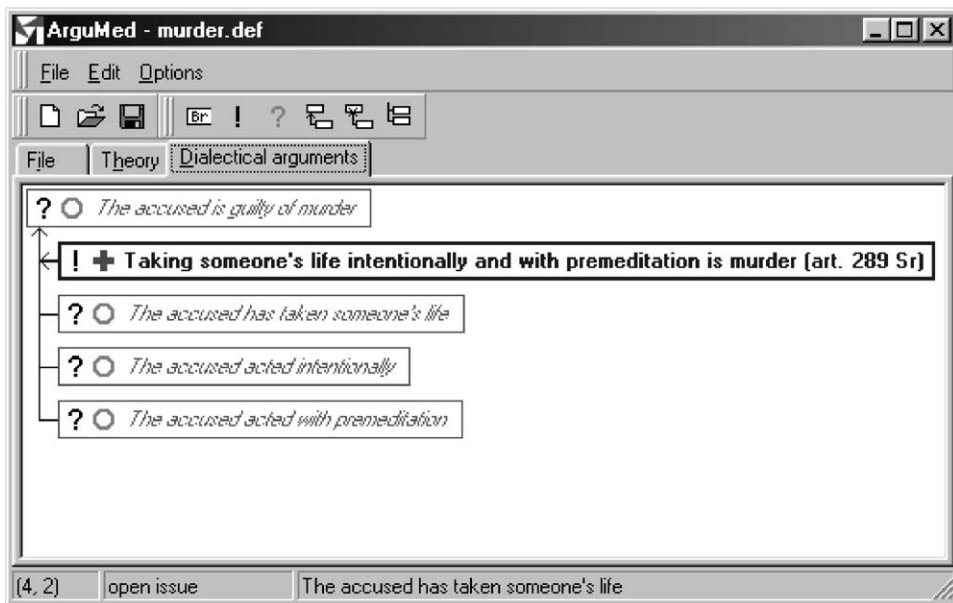 ArguMed - murder.def
File Edit Options
Br ! ?
File Theory Dialectical arguments
? The accused is guilty of murder
! Taking someone's life intentionally and with premeditation is murder (art. 289 Sr)
? The accused has taken someone's life
? The accused acted intentionally
? The accused acted with premeditation
(4, 2) open issue The accused has taken someone's life